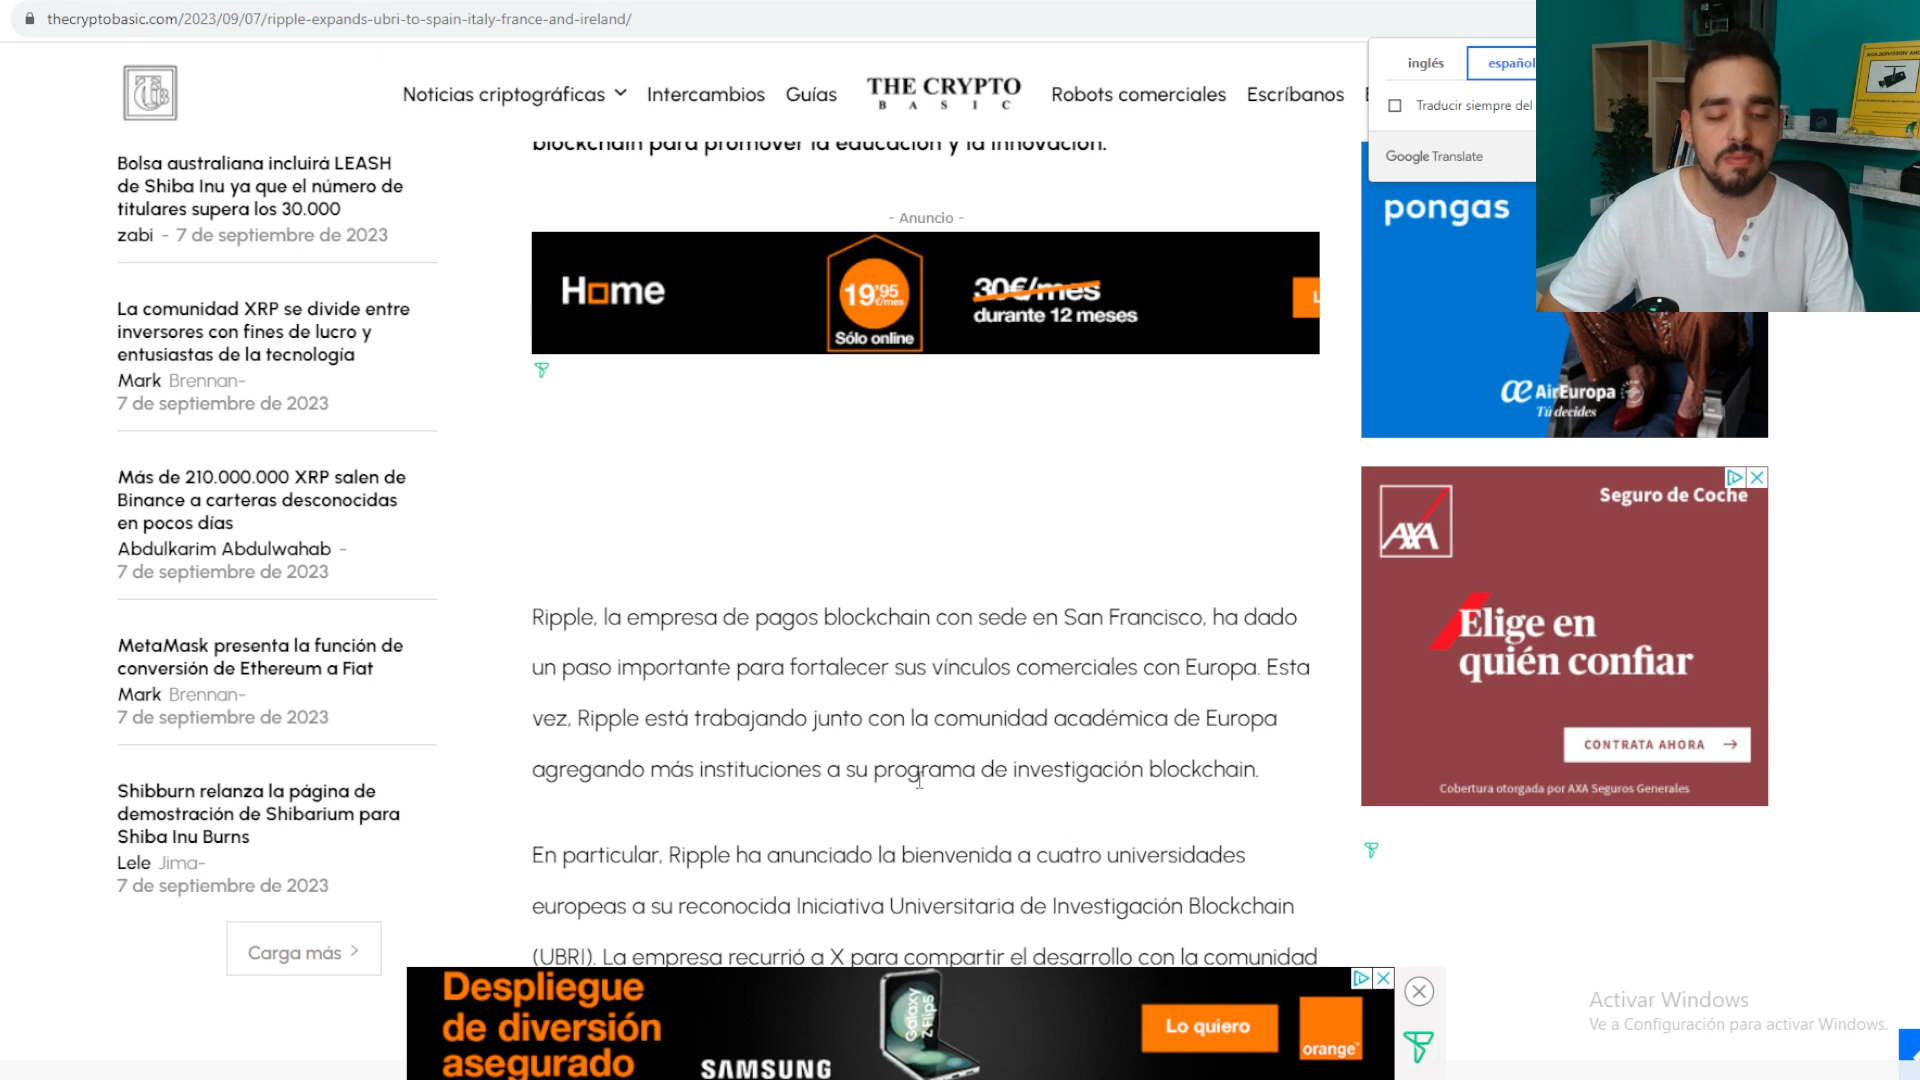 thecryptobasic.com/2023/09/07/ripple-expands-ubri-to-spain-italy-france-and-ireland/
inglés
español
Traducir siempre del
Google Translate
Noticias criptográficas
Intercambios
Guías
THE CRYPTO
BASIC
Robots comerciales
Escríbanos
Bolsa australiana incluirá LEASH
de Shiba Inu ya que el número de
titulares supera los 30.000
zabi - 7 de septiembre de 2023
La comunidad XRP se divide entre
inversores con fines de lucro y
entusiastas de la tecnología
Mark Brennan-
7 de septiembre de 2023
Más de 210.000.000 XRP salen de
Binance a carteras desconocidas
en pocos días
Abdulkarim Abdulwahab -
7 de septiembre de 2023
MetaMask presenta la función de
conversión de Ethereum a Fiat
Mark Brennan-
7 de septiembre de 2023
Shibburn relanza la página de
demostración de Shibarium para
Shiba Inu Burns
Lele Jima-
7 de septiembre de 2023
Carga más >
blockchain para promover la educación y la innovación.
- Anuncio -
Home
19'95
€/mes
Sólo online
30€/mes
durante 12 meses
Ripple, la empresa de pagos blockchain con sede en San Francisco, ha dado
un paso importante para fortalecer sus vínculos comerciales con Europa. Esta
vez, Ripple está trabajando junto con la comunidad académica de Europa
agregando más instituciones a su programa de investigación blockchain.
En particular, Ripple ha anunciado la bienvenida a cuatro universidades
europeas a su reconocida Iniciativa Universitaria de Investigación Blockchain
(UBRI). La empresa recurrió a X para compartir el desarrollo con la comunidad
pongas
AirEuropa
Tú decides
AXA
Seguro de Coche
Elige en
quién confiar
CONTRATA AHORA →
Cobertura otorgada por AXA Seguros Generales
Despliegue
de diversión
asegurado
SAMSUNG
Galaxy
Z Flip5
Lo quiero
orange™
Activar Windows
Ve a Configuración para activar Windows.